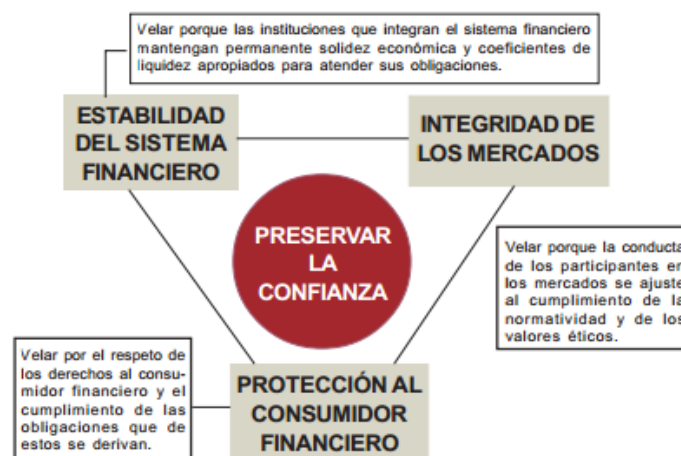 Velar porque las instituciones que integran el sistema financiero
mantengan permanente solidez económica y coeficientes de
liquidez apropiados para atender sus obligaciones.
ESTABILIDAD
DEL SISTEMA
FINANCIERO
INTEGRIDAD DE
LOS MERCADOS
PRESERVAR
LA
CONFIANZA
Velar porque la conducta
de los participantes en
los mercados se ajuste
al cumplimiento de la
normatividad y de los
valores éticos.
Velar por el respeto de
los derechos al consu-
midor financiero y el
cumplimiento de las
obligaciones que de
estos se derivan.
PROTECCIÓN AL
CONSUMIDOR
FINANCIERO